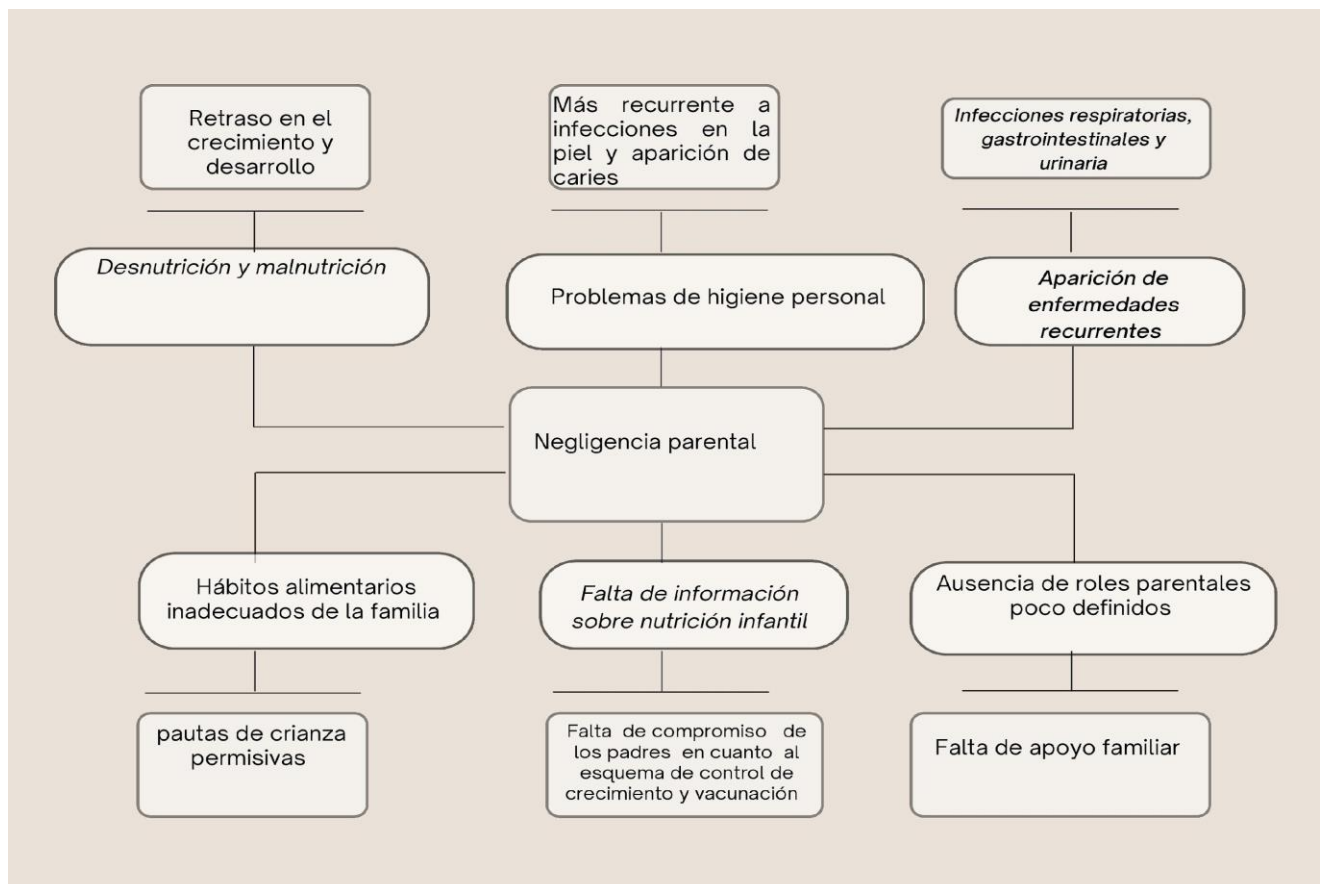 Retraso en el
crecimiento y
desarrollo
Más recurrente a
infecciones en la
piel y aparición de
caries
Infecciones respiratorias,
gastrointestinales y
urinaria
Desnutrición y malnutrición
Problemas de higiene personal
Aparición de
enfermedades
recurrentes
Negligencia parental
Hábitos alimentarios
inadecuados de la familia
Falta de información
sobre nutrición infantil
Ausencia de roles parentales
poco definidos
pautas de crianza
permisivas
Falta de compromiso de
los padres en cuanto al
esquema de control de
crecimiento y vacunación
Falta de apoyo familiar